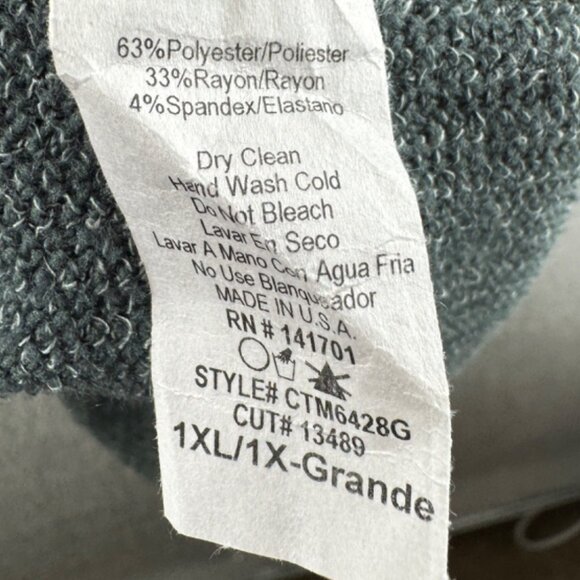 63%Polyester/Poliester
33%Rayon/Rayon
4%Spandex/Elastano
Dry Clean
Hand Wash Cold
Do Not Bleach
Lavar En Seco
Lavar A Mano Con Agua Fria
No Use Blanqueador
MADE IN U.S.A.
RN # 141701
STYLE# CTM6428G
CUT# 13489
1XL/1X-Grande